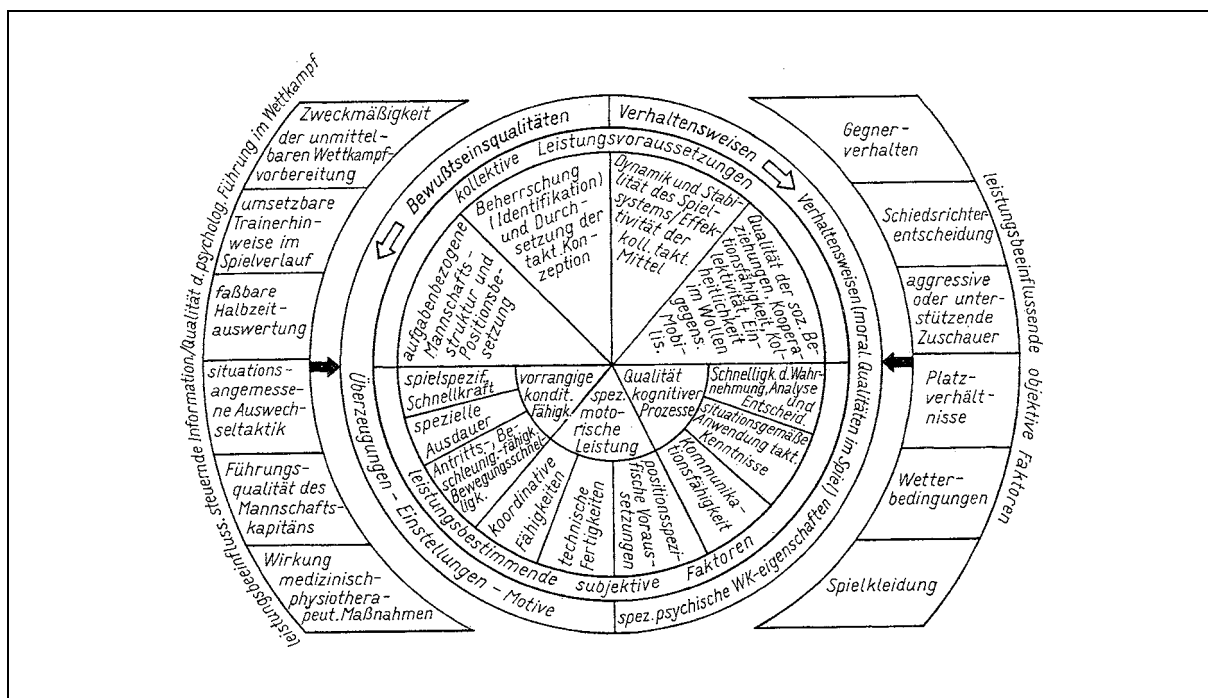 leistungsbeeinfluss. steuernde Information/Qualität d. psycholog. Führung im Wettkampf
Zweckmäßigkeit
der unmittel-
baren Wettkampf-
vorbereitung
umsetzbare
Trainerhin-
weise im
Spielverlauf
faßbare
Halbzeit-
auswertung
situations-
angemesse-
ne Auswech-
seltaktik
Führungs-
qualität des
Mannschafts-
kapitäns
Wirkung
medizinisch-
physiothera-
peut. Maßnahmen
Bewußtseinsqualitäten
Verhaltensweisen
Verhaltensweisen (moral. Qualitäten im Spiel)
Überzeugungen – Einstellungen – Motive
spez. psychische WK-eigenschaften
kollektive Leistungsvoraussetzungen
aufgabenbezogene
Mannschafts-
struktur und
Positionsbe-
setzung
Beherrschung
(Identifikation)
und Durch-
setzung der
takt. Kon-
zeption
Dynamik und Stabi-
lität des Spiel-
systems/Effek-
tivität der
koll. takt.
Mittel
Qualität der soz. Be-
ziehungen, Koopera-
tionsfähigkeit, Kol-
lektivität, Ein-
heitlichkeit
im Wollen
gegens.
Mobi-
lis.
vorrangige
kondit.
Fähigk.
spez.
moto-
rische
Leistung
Qualität
kognitiver
Prozesse
spielspezif.
Schnellkraft
spezielle
Ausdauer
Antritts-, Be-
schleunig.-fähigk.
Bewegungsschnel-
ligk.
koordinative
Fähigkeiten
technische
Fertigkeiten
positionsspezi-
fische Voraus-
setzungen
Kommunika-
tionsfähigkeit
situationsgemäße
Anwendung takt.
Kenntnisse
Schnelligk. d. Wahr-
nehmung, Analyse
und
Entscheid.
leistungsbestimmende subjektive Faktoren
Gegner-
verhalten
Schiedsrichter-
entscheidung
aggressive
oder unter-
stützende
Zuschauer
Platz-
verhält-
nisse
Wetter-
bedingungen
Spielkleidung
leistungsbeeinflussende objektive Faktoren